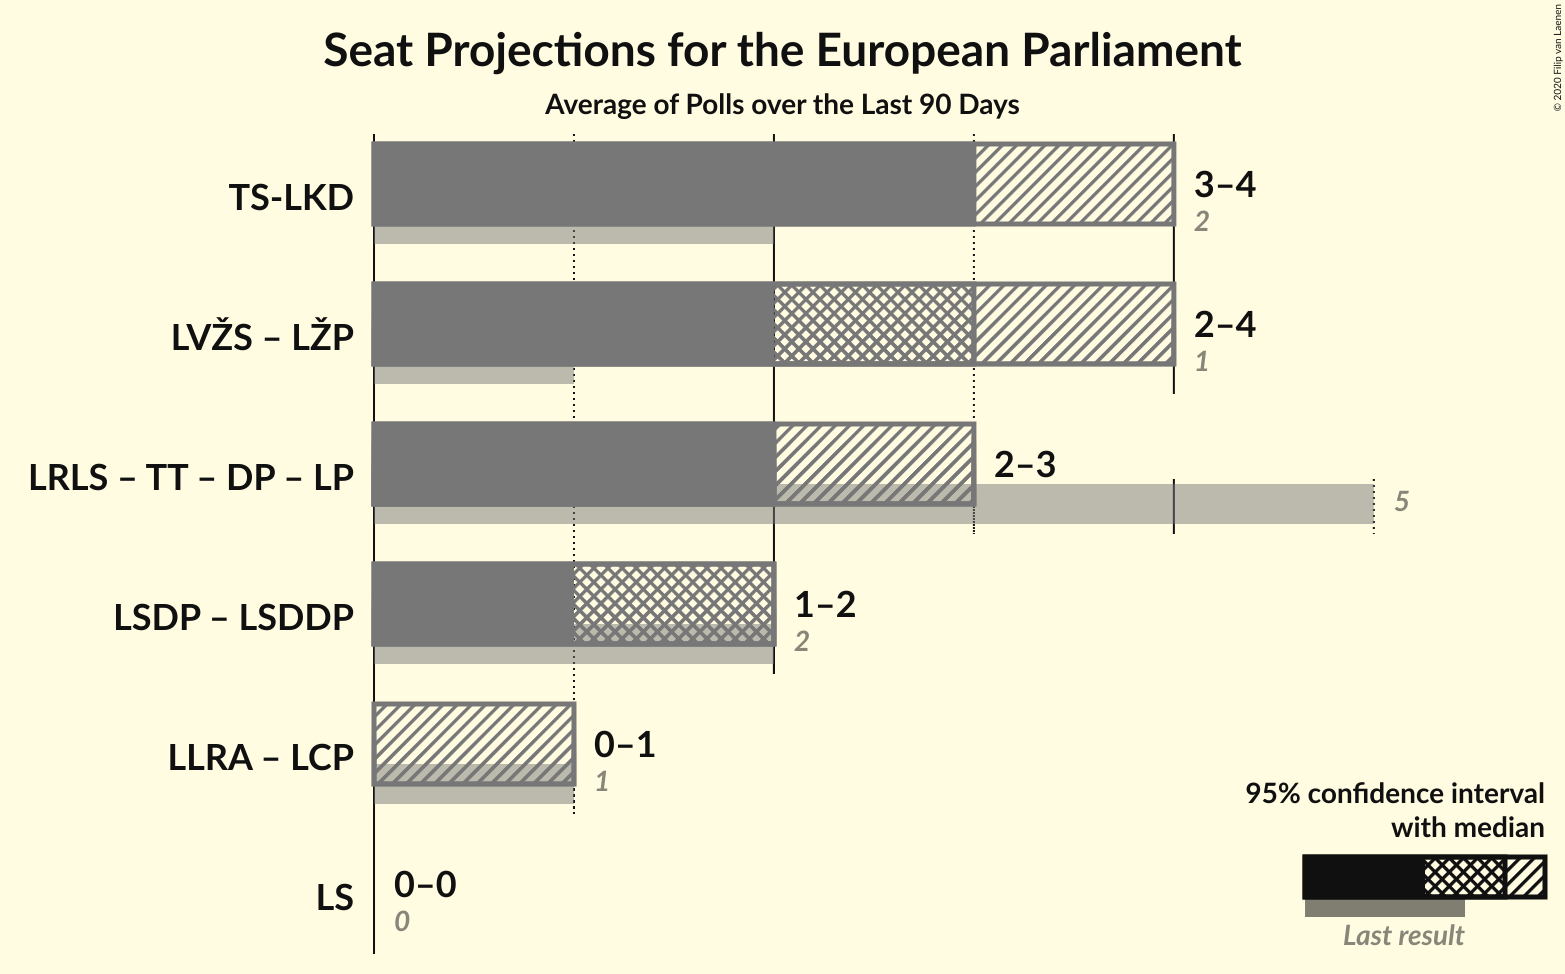 Seat Projections for the European Parliament
Average of Polls over the Last 90 Days
© 2020 Filip van Laenen
TS-LKD
3–4
2
LVŽS – LŽP
2–4
1
LRLS – TT – DP – LP
2–3
5
LSDP – LSDDP
1–2
2
LLRA – LCP
0–1
1
LS
0–0
0
95% confidence interval
with median
Last result